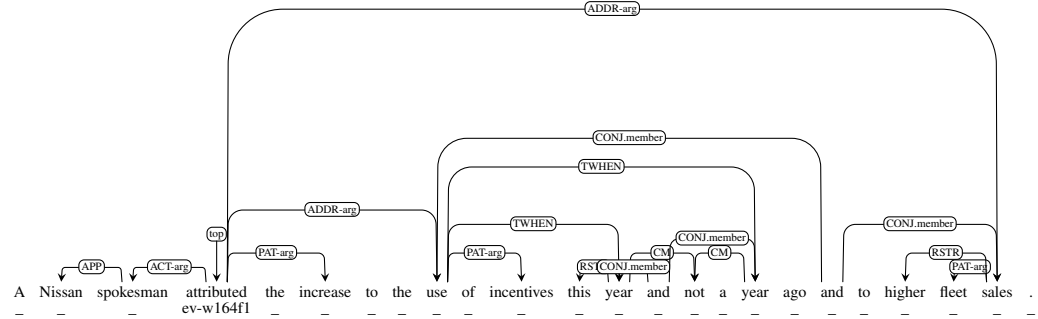 ADDR-arg
CONJ.member
TWHEN
ADDR-arg
TWHEN CONJ.member
top CONJ.member
PAT-arg PAT-arg CM CM RSTR
APP ACT-arg CONJ.member PAT-arg
A Nissan spokesman attributed the increase to the use of incentives this year and not a year ago and to higher fleet sales .
_ _ _ ev-w164f1 _ _ _ _ _ _ _ _ _ _ _ _ _ _ _ _ _ _ _ _